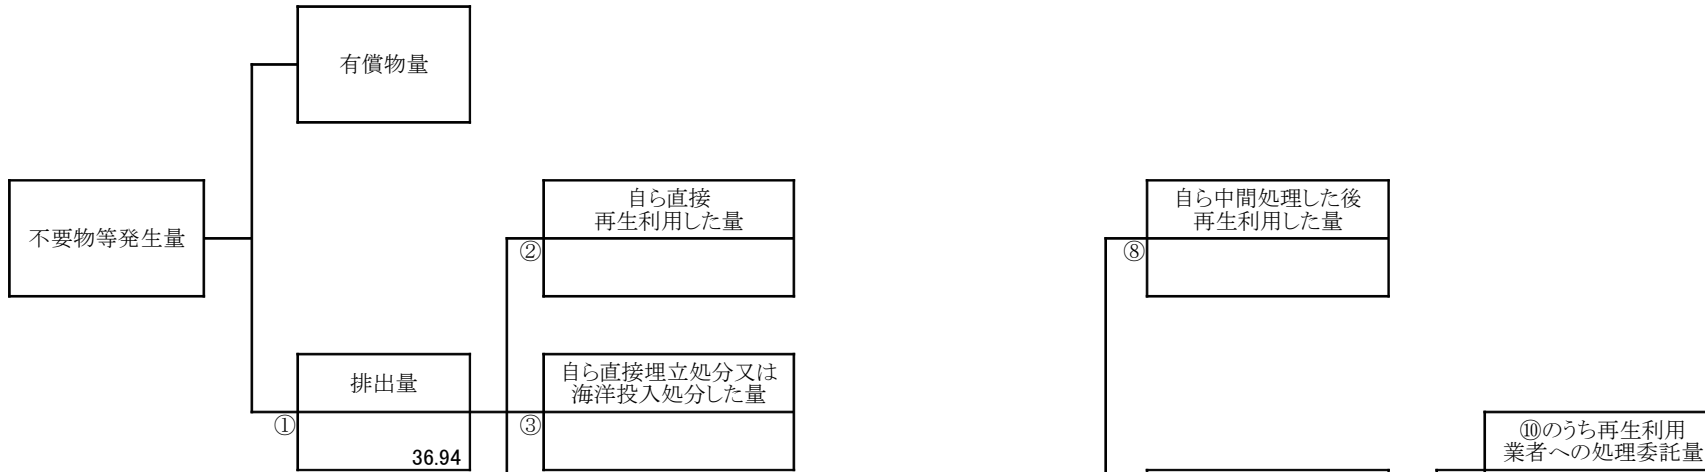 有償物量
不要物等発生量
自ら直接
再生利用した量
②
自ら中間処理した後
再生利用した量
⑧
排出量
①
36.94
自ら直接埋立処分又は
海洋投入処分した量
③
⑩のうち再生利用
業者への処理委託量